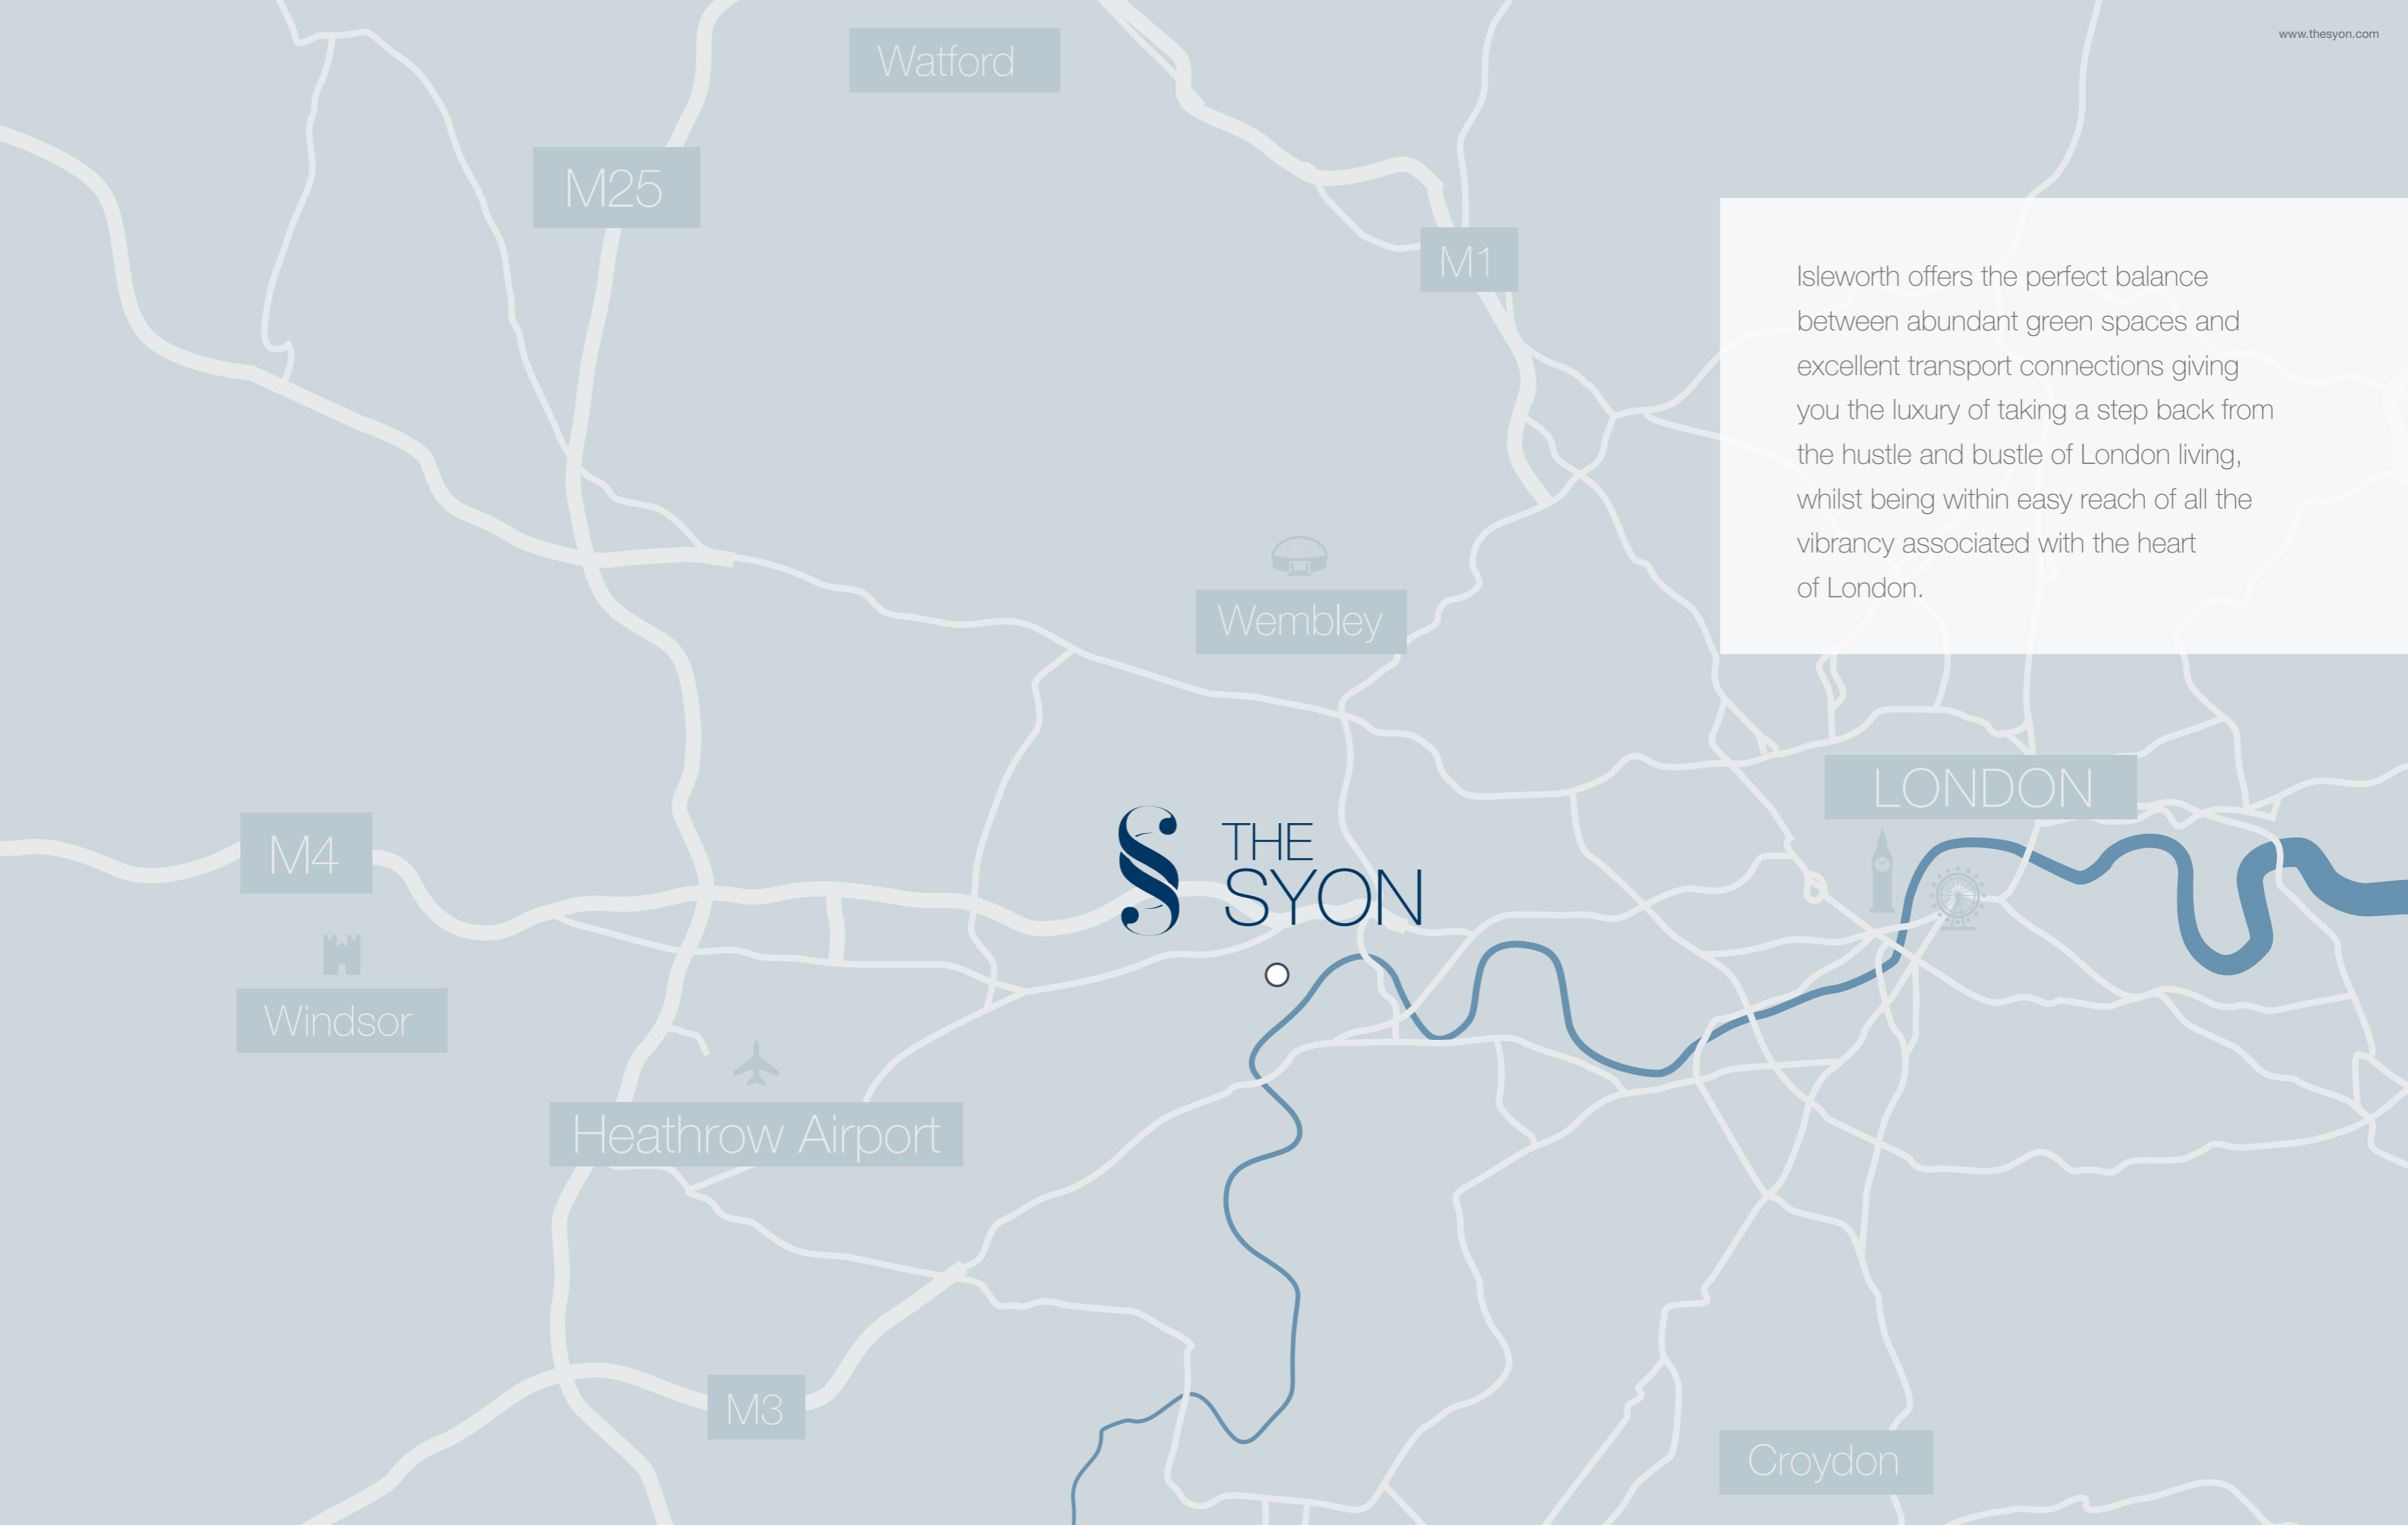 www.thesyon.com
Watford
M25
M1
Isleworth offers the perfect balance
between abundant green spaces and
excellent transport connections giving
you the luxury of taking a step back from
the hustle and bustle of London living,
whilst being within easy reach of all the
vibrancy associated with the heart
of London.
Wembley
LONDON
M4
THE
SYON
Windsor
Heathrow Airport
M3
Croydon